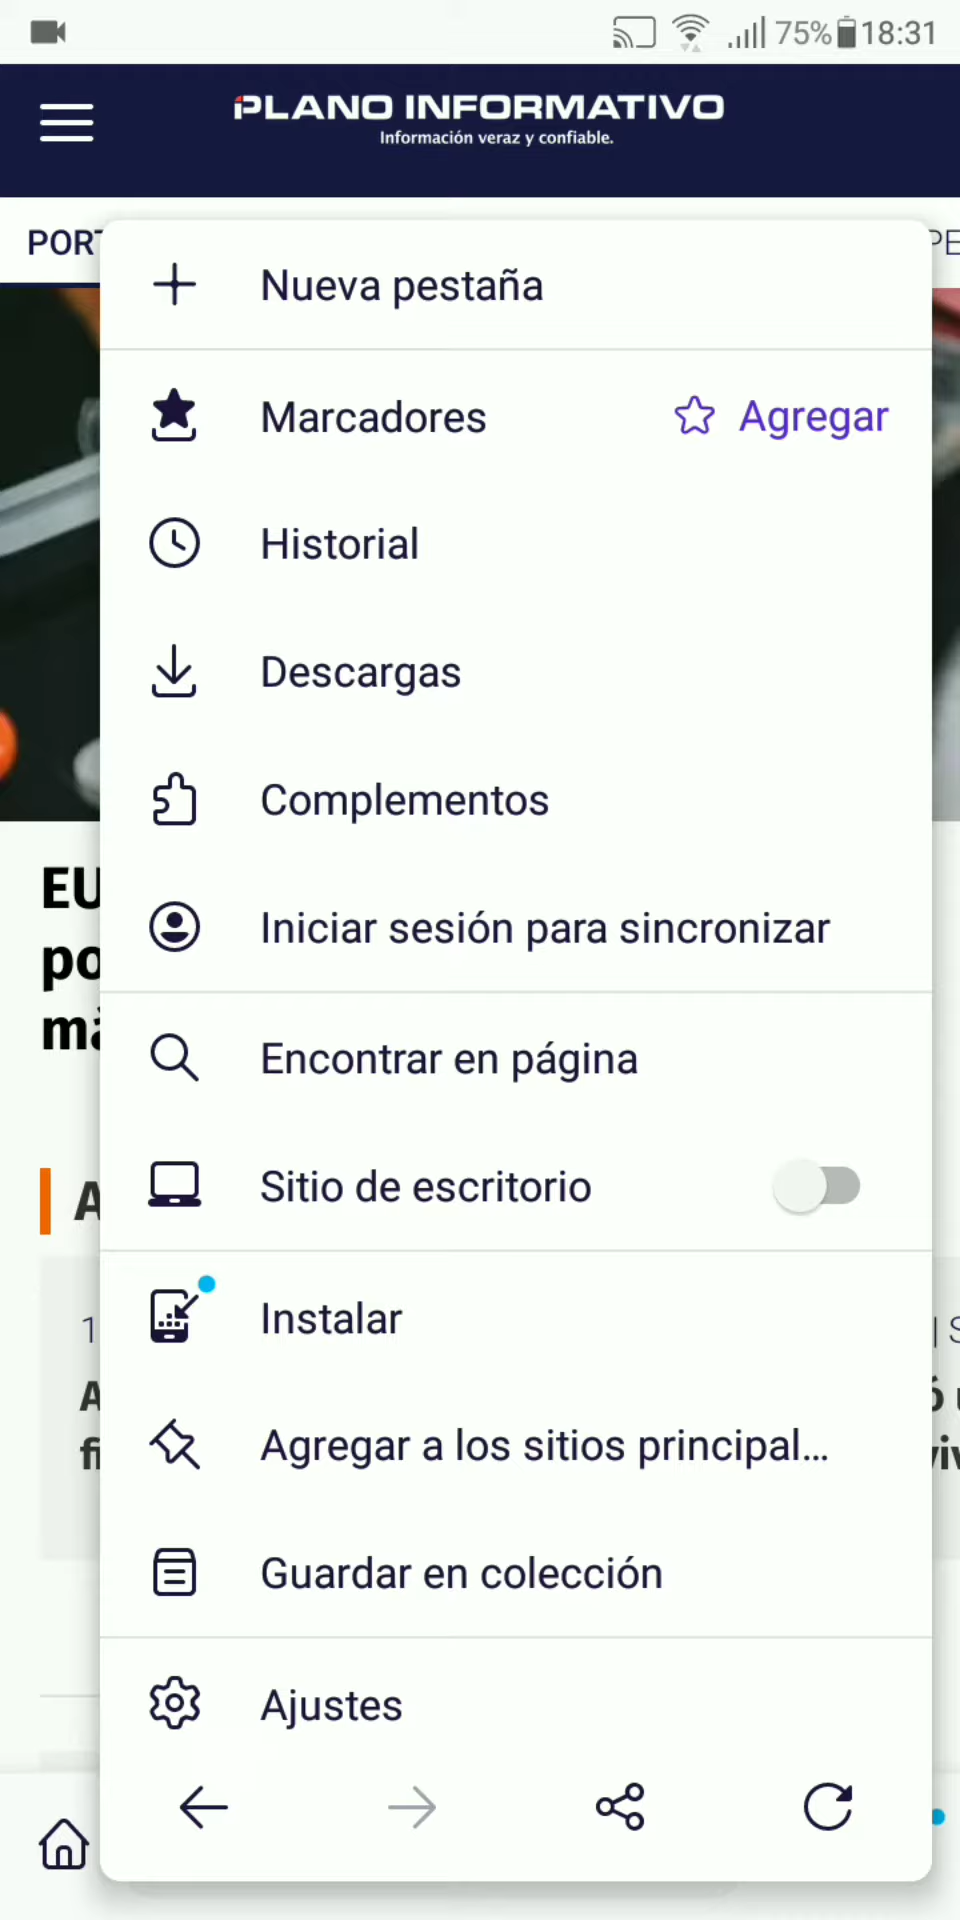 75% 18:31
PLANO INFORMATIVO
Información veraz y confiable.
Nueva pestaña
Marcadores Agregar
Historial
Descargas
Complementos
EU
Iniciar sesión para sincronizar
Encontrar en página
Sitio de escritorio
Instalar
Agregar a los sitios principal...
Guardar en colección
Ajustes